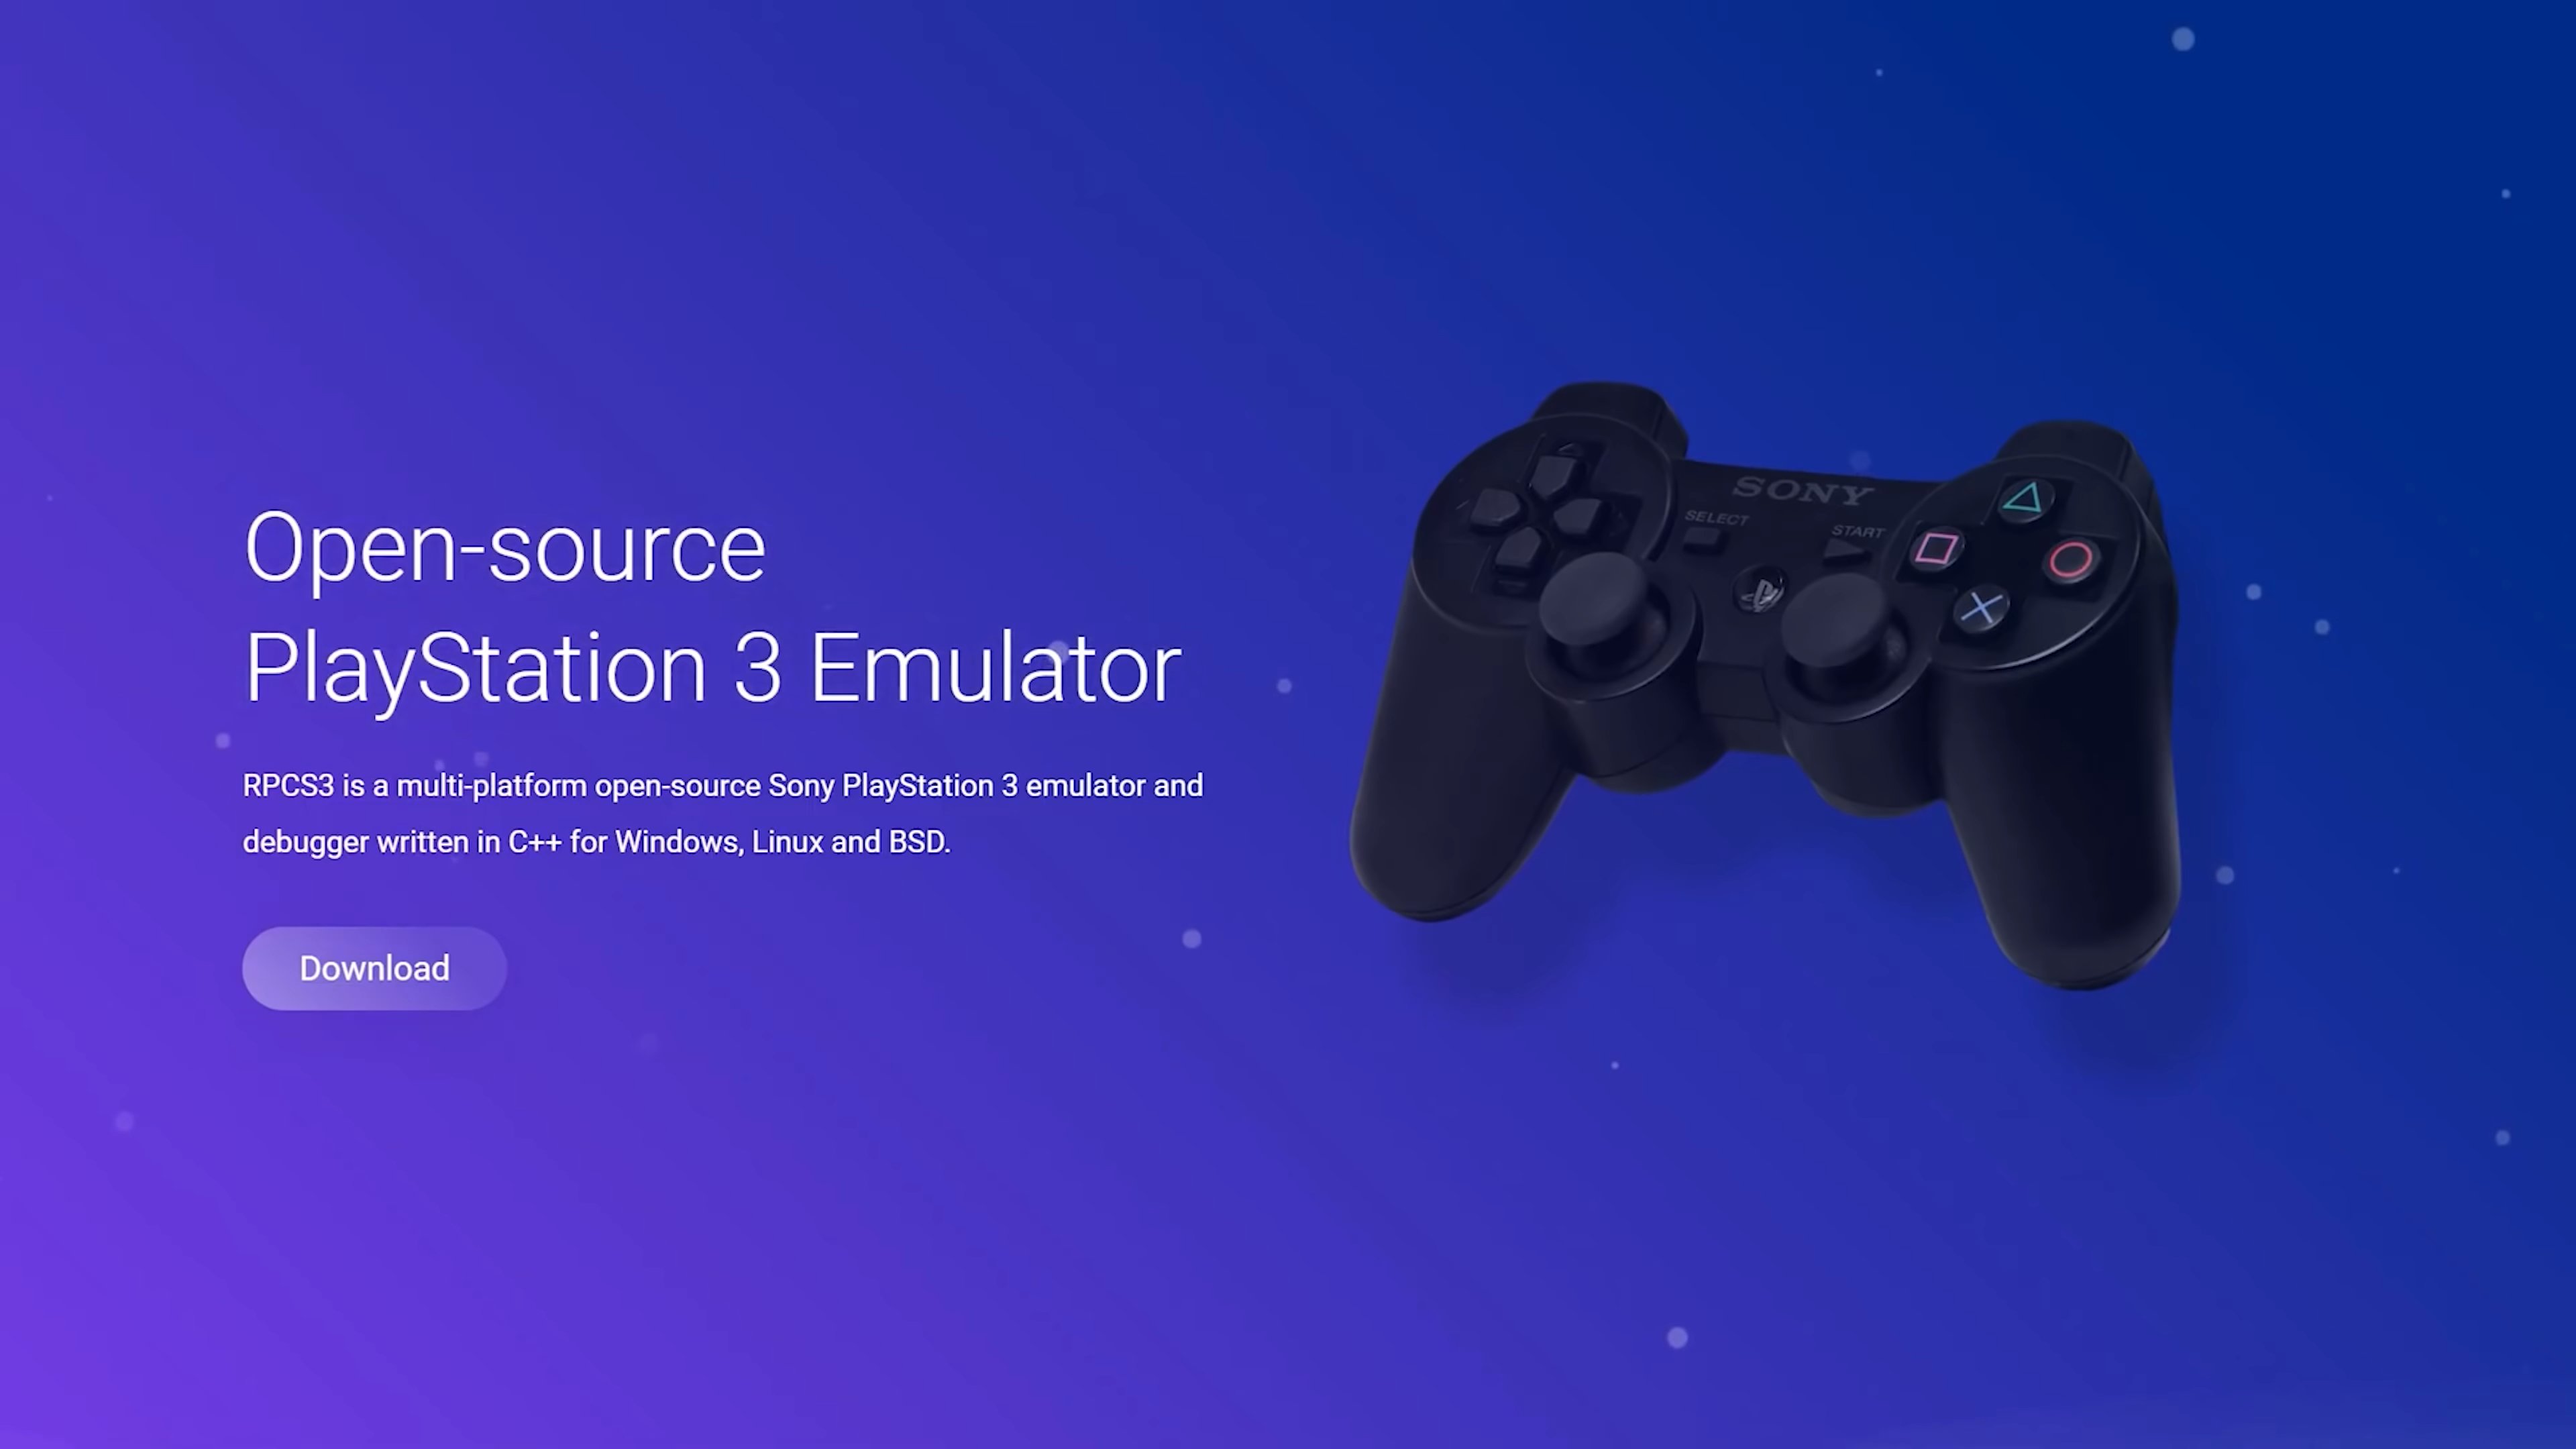 Open-source
PlayStation 3 Emulator
RPCS3 is a multi-platform open-source Sony PlayStation 3 emulator and
debugger written in C++ for Windows, Linux and BSD.
Download
SONY
SELECT
START